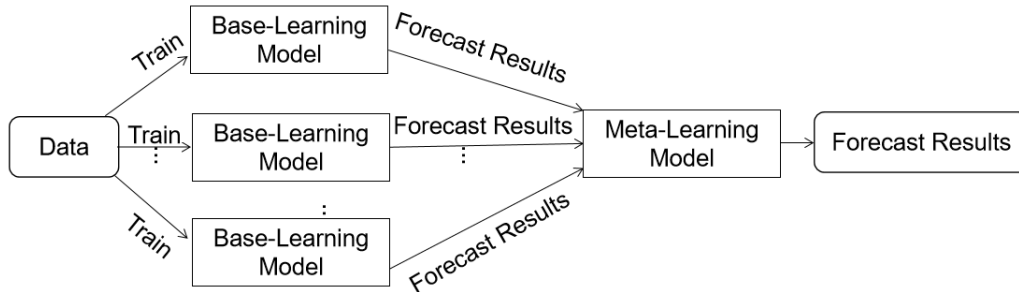 Train
Base-Learning
Model
Forecast Results
Data
Train
Base-Learning
Model
Forecast Results
Meta-Learning
Model
Forecast Results
Train
Base-Learning
Model
Forecast Results